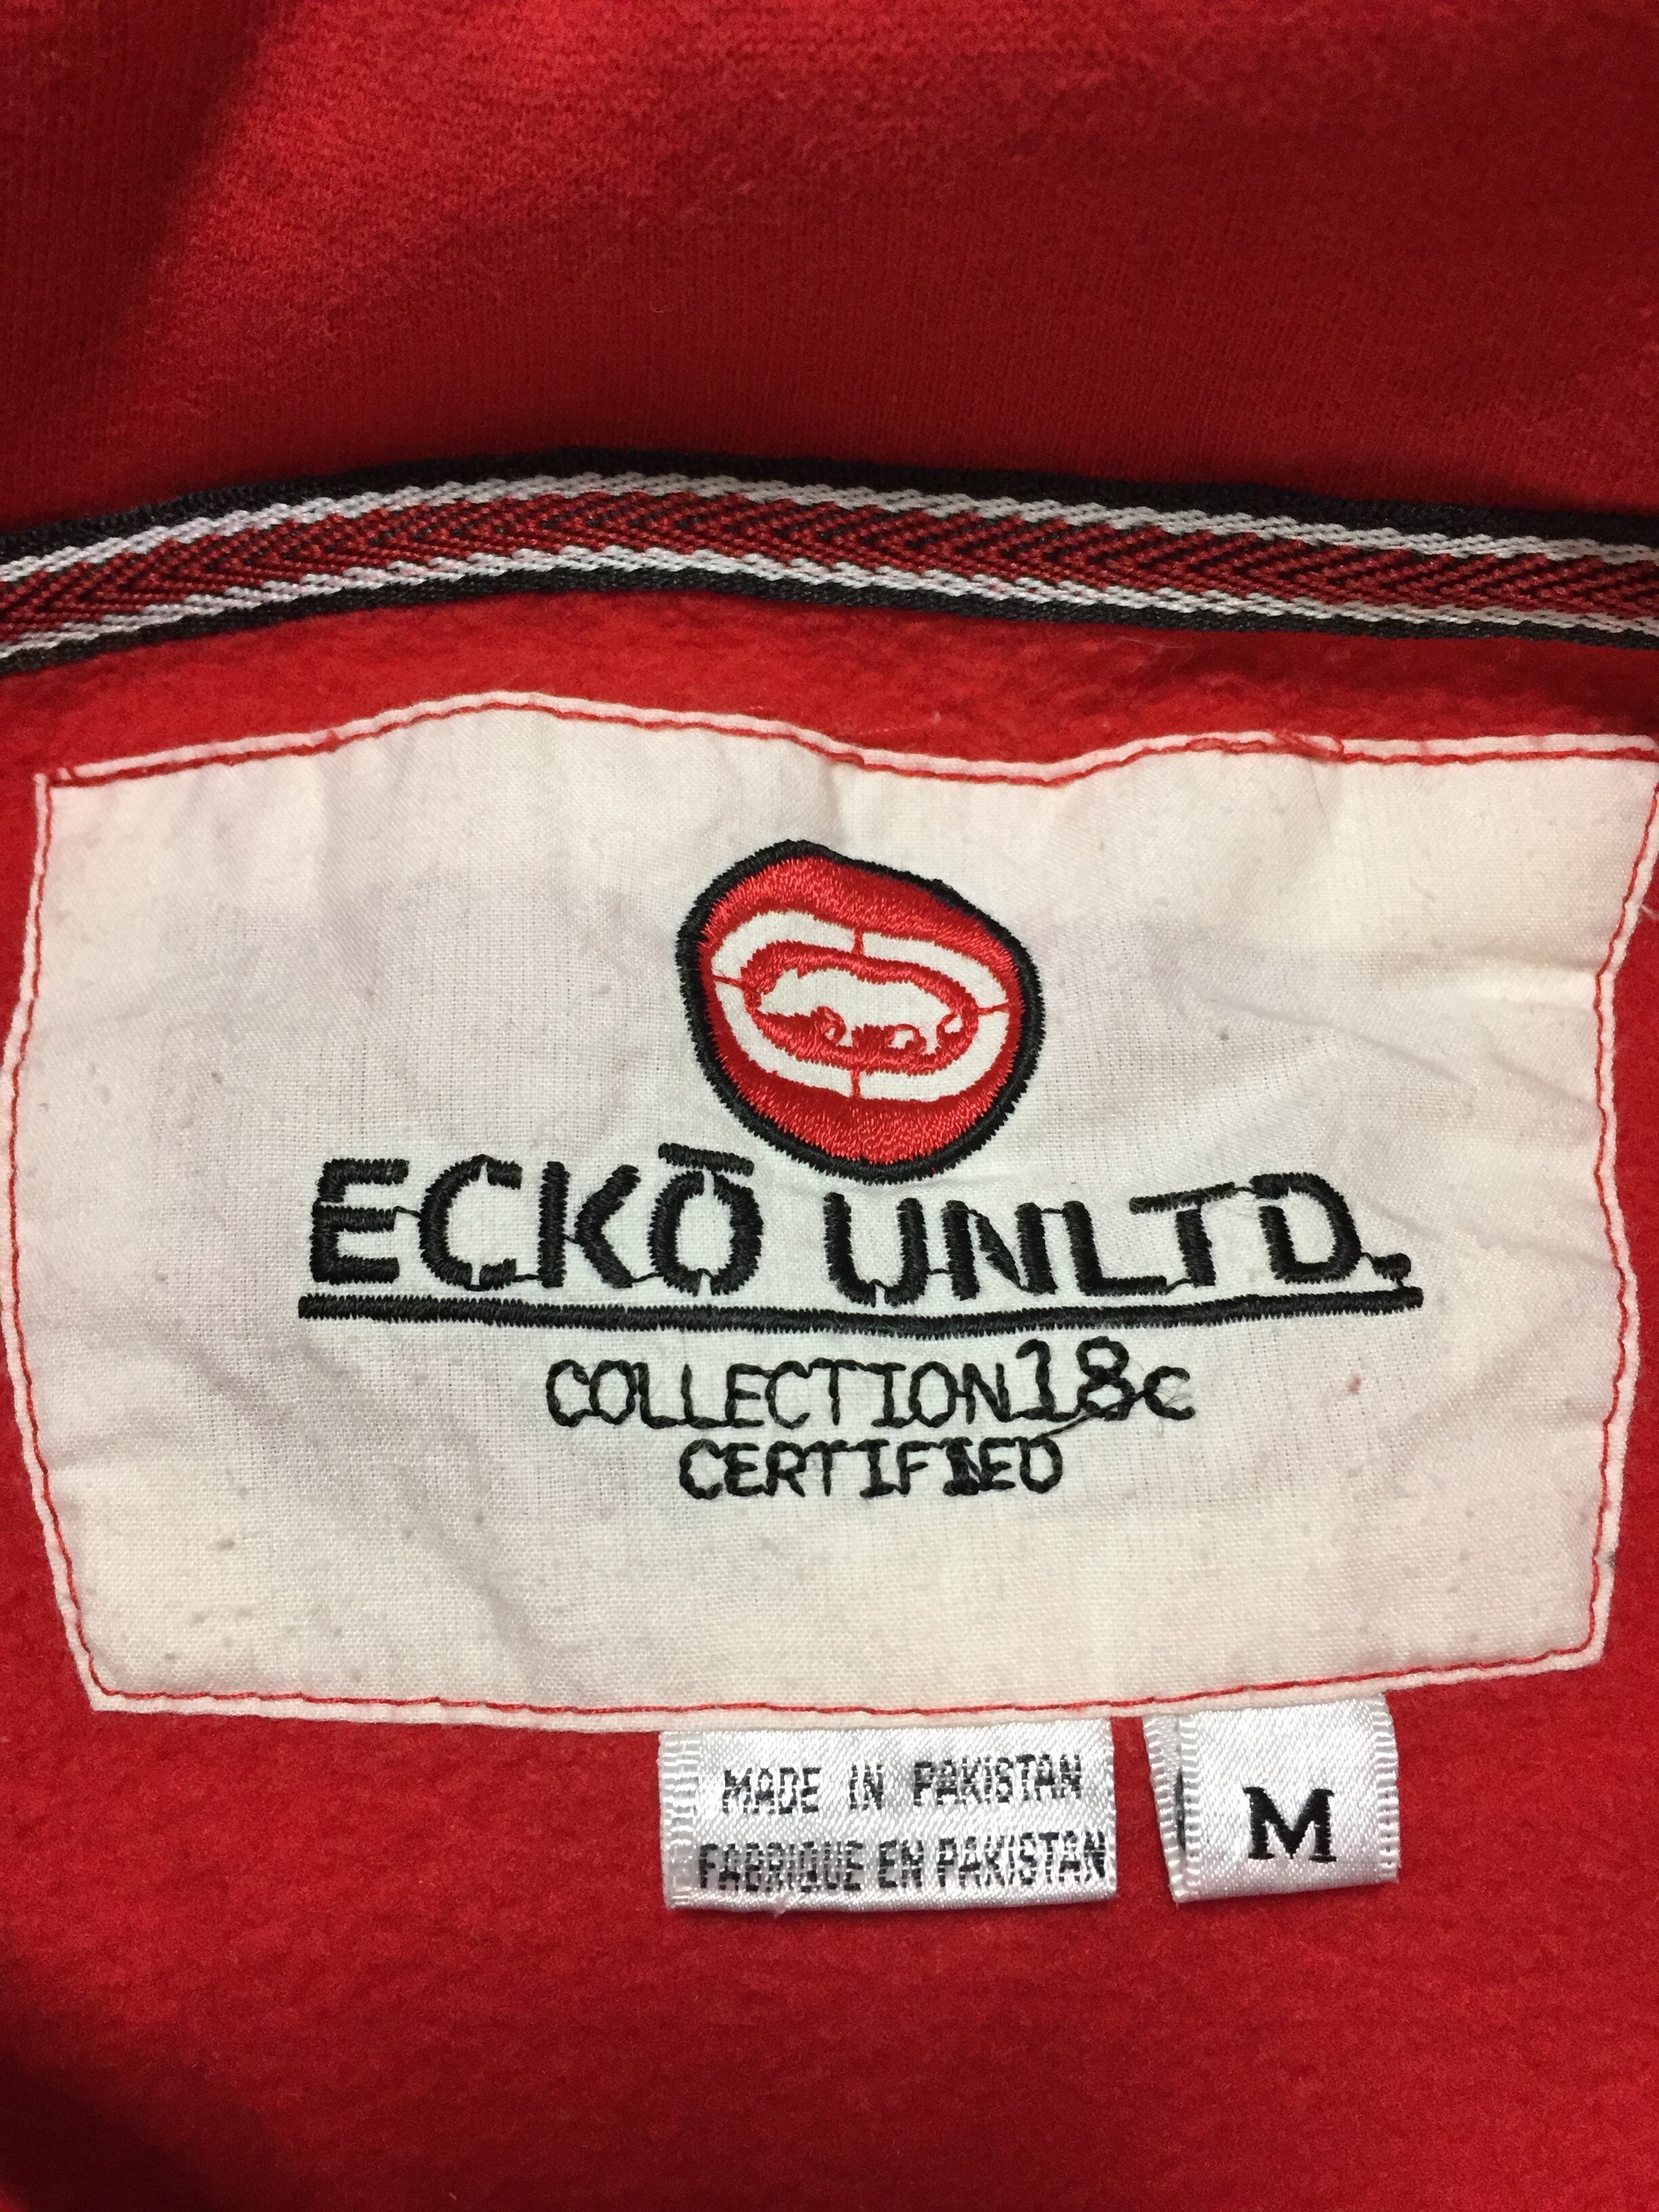 ECKŌ UNLTD.
COLLECTION 18c
CERTIFIED
MADE IN PAKISTAN
FABRIQUE EN PAKISTAN
M